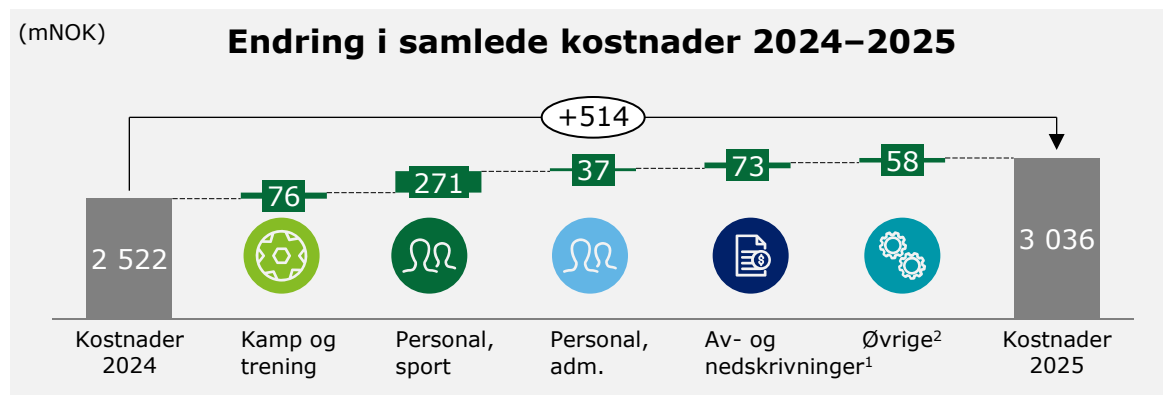 (mNOK)
Endring i samlede kostnader 2024–2025
+514
2 522
76
271
37
73
58
3 036
Kostnader
2024
Kamp og
trening
Personal,
sport
Personal,
adm.
Av- og
nedskrivninger¹
Øvrige²
Kostnader
2025